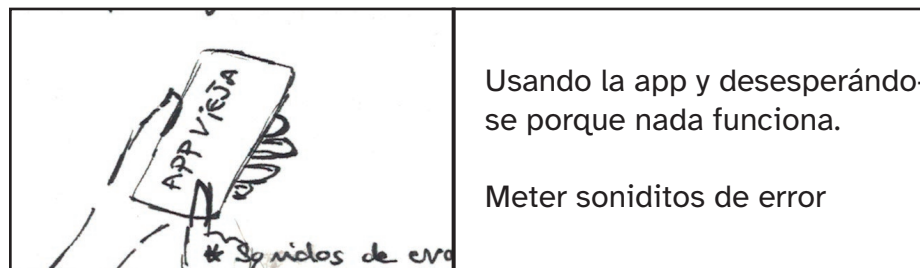 APP VIEJA
* Sonidos de erro
Usando la app y desesperándo-
se porque nada funciona.
Meter soniditos de error